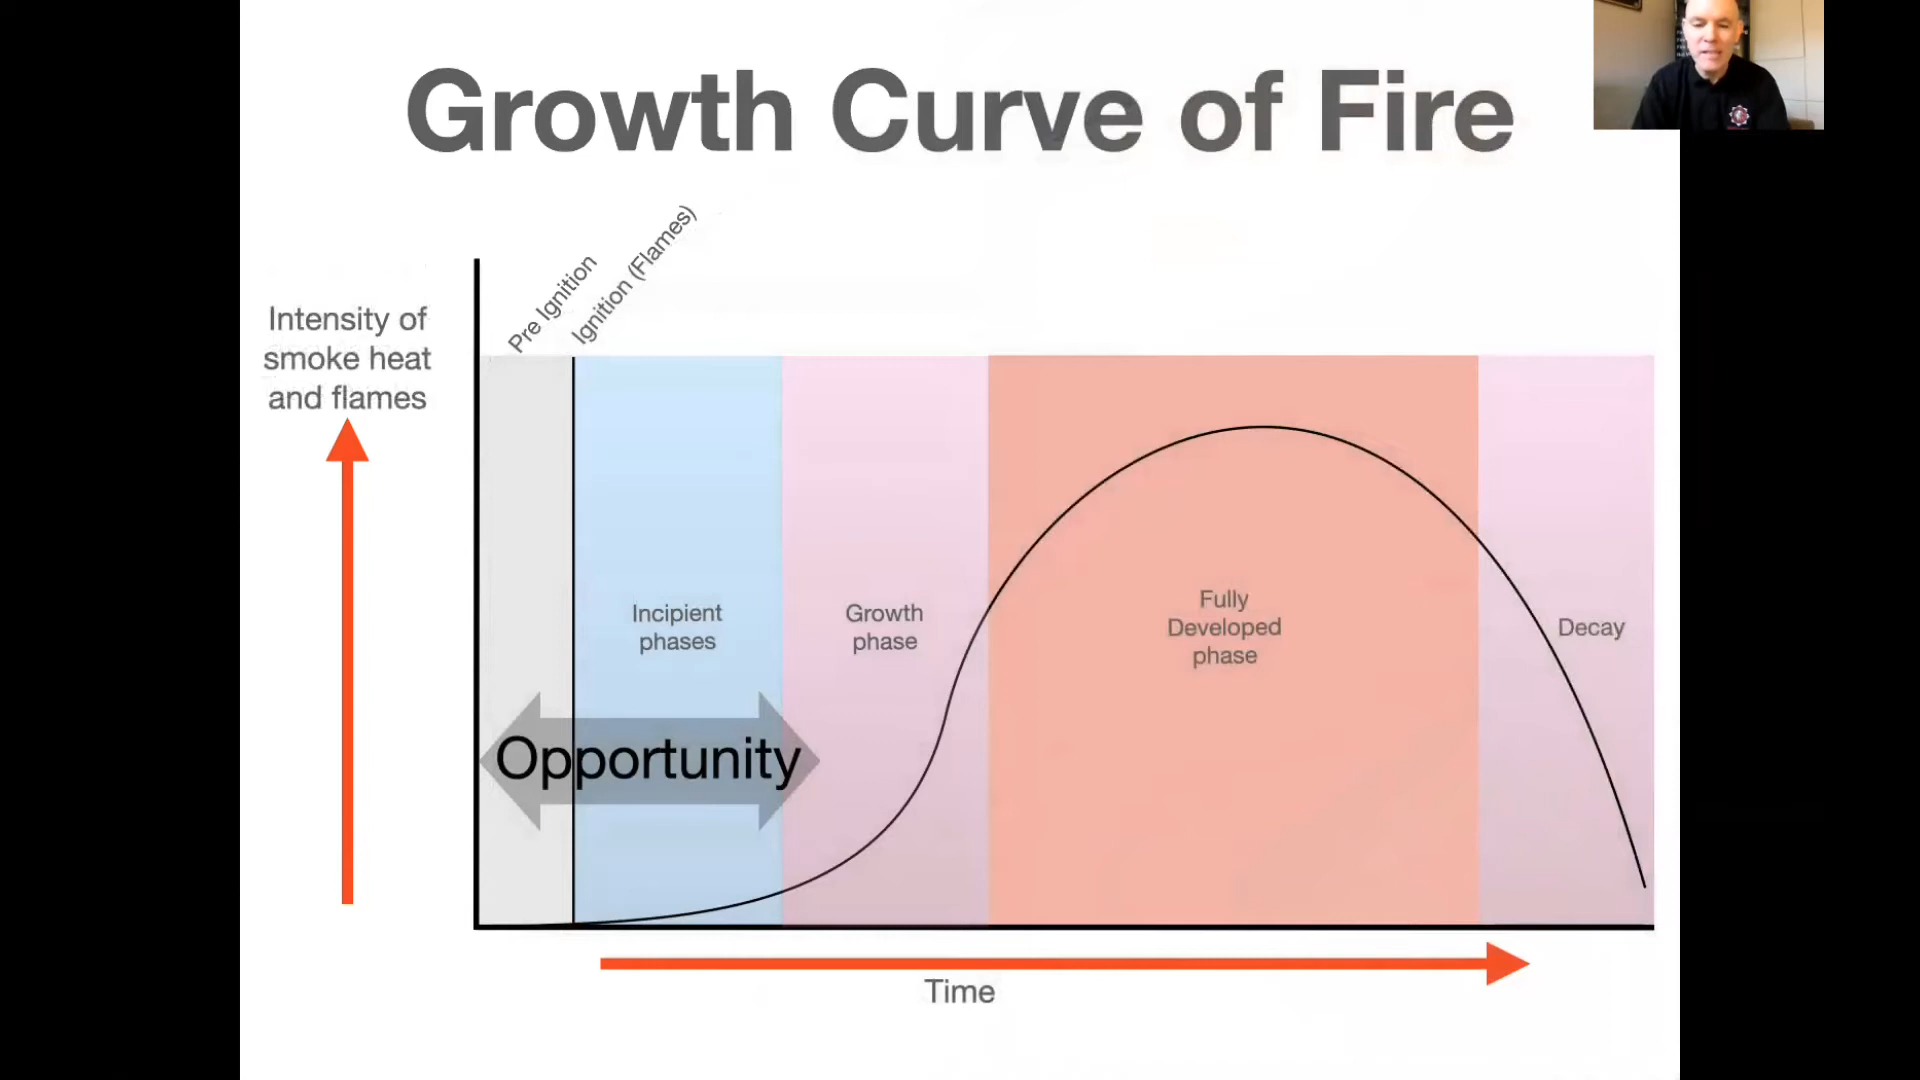 Growth Curve of Fire
Pre Ignition
Ignition (Flames)
Intensity of
smoke heat
and flames
Incipient
phases
Growth
phase
Fully
Developed
phase
Decay
Opportunity
Time